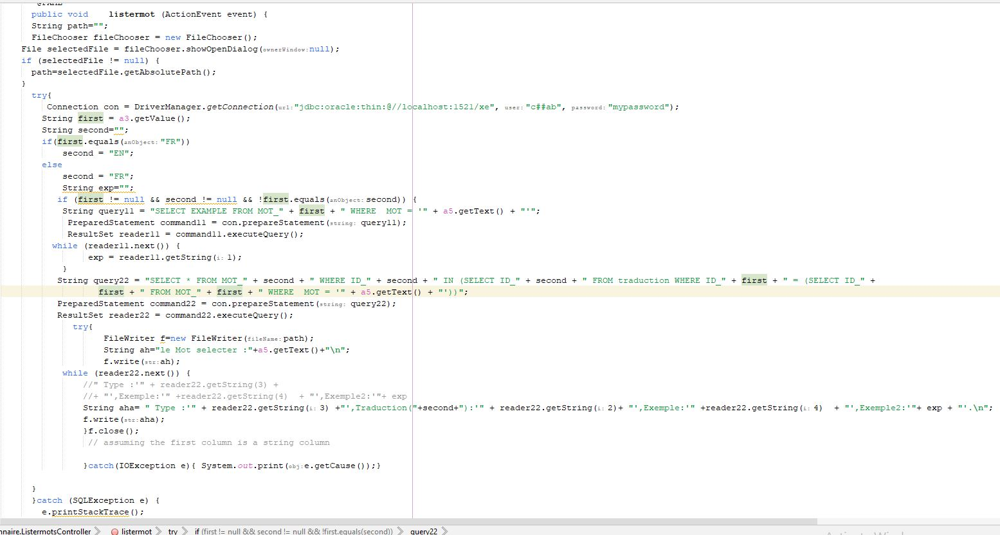 @FXML
public void    listermot (ActionEvent event) {
String path="";
FileChooser fileChooser = new FileChooser();
File selectedFile = fileChooser.showOpenDialog(ownerWindow: null);
if (selectedFile != null) {
path=selectedFile.getAbsolutePath();
}
try{
Connection con = DriverManager.getConnection(url: "jdbc:oracle:thin:@//localhost:1521/xe", user: "c##ab", password: "mypassword");
String first = a3.getValue();
String second="";
if(first.equals(anObject: "FR"))
second = "EN";
else
second = "FR";
String exp="";
if (first != null && second != null && !first.equals(anObject: second)) {
String query11 = "SELECT EXAMPLE FROM MOT_" + first + " WHERE  MOT = '" + a5.getText() + "'";
PreparedStatement command11 = con.prepareStatement(string: query11);
ResultSet reader11 = command11.executeQuery();
while (reader11.next()) {
exp = reader11.getString(i: 1);
}
String query22 = "SELECT * FROM MOT_" + second + " WHERE ID_" + second + " IN (SELECT ID_" + second + " FROM traduction WHERE ID_" + first + " = (SELECT ID_" +
first + " FROM MOT_" + first + " WHERE  MOT = '" + a5.getText() + "'))";
PreparedStatement command22 = con.prepareStatement(string: query22);
ResultSet reader22 = command22.executeQuery();
try{
FileWriter f=new FileWriter(fileName: path);
String ah="le Mot selecter :"+a5.getText()+"\n";
f.write(str: ah);
while (reader22.next()) {
//" Type :'" + reader22.getString(3) +
//+ "',Exemple:'" +reader22.getString(4)  + "',Exemple2:'"+ exp
String aha= " Type :'" + reader22.getString(i: 3) +"',Traduction("+second+"):'" + reader22.getString(i: 2)+ "',Exemple:'" +reader22.getString(i: 4)  + "',Exemple2:'"+ exp + "'.\n";
f.write(str: aha);
}f.close();
// assuming the first column is a string column
}catch(IOException e){ System.out.print(obj: e.getCause());}
}
}catch (SQLException e) {
e.printStackTrace();
nnaire.ListermotsController listermot try if (first != null && second != null && !first.equals(second)) query22